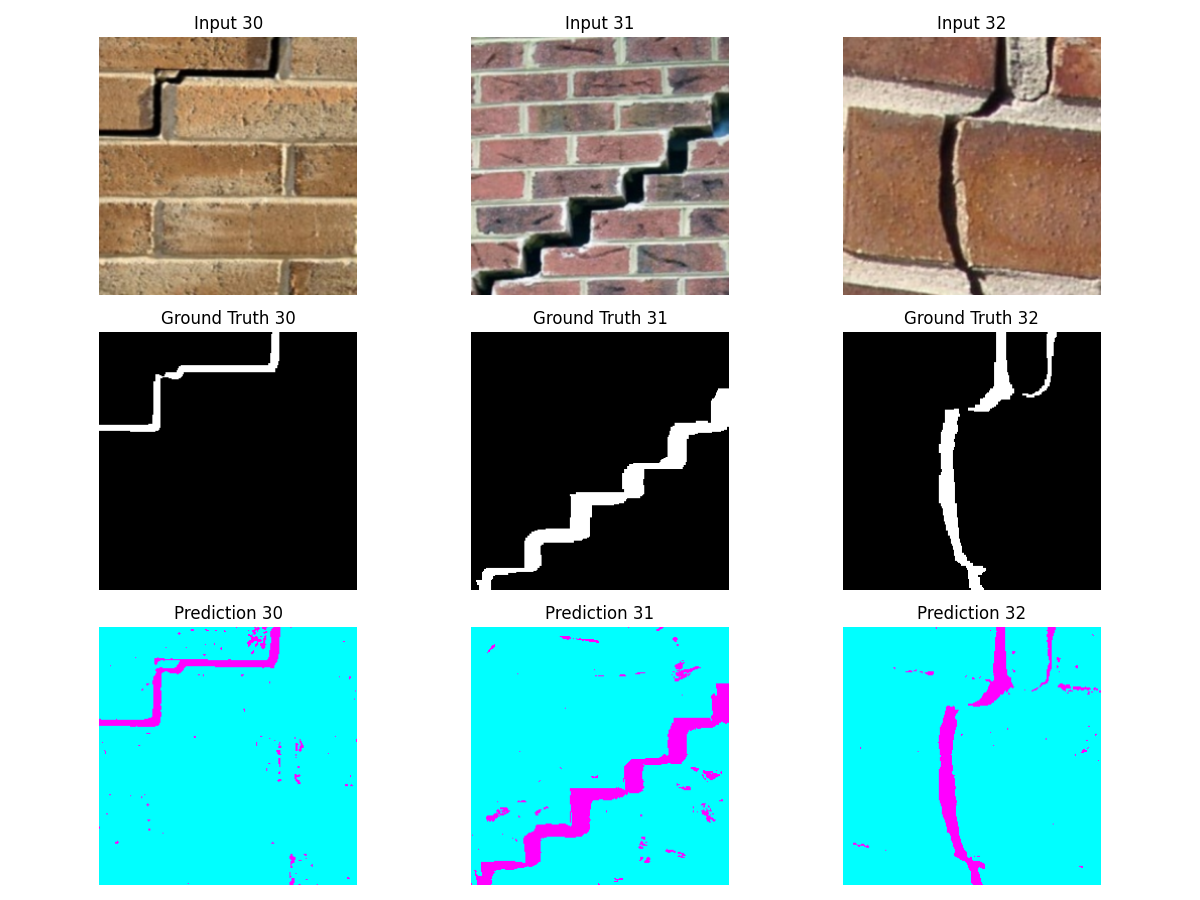 Input 30
Input 31
Input 32
Ground Truth 30
Ground Truth 31
Ground Truth 32
Prediction 30
Prediction 31
Prediction 32